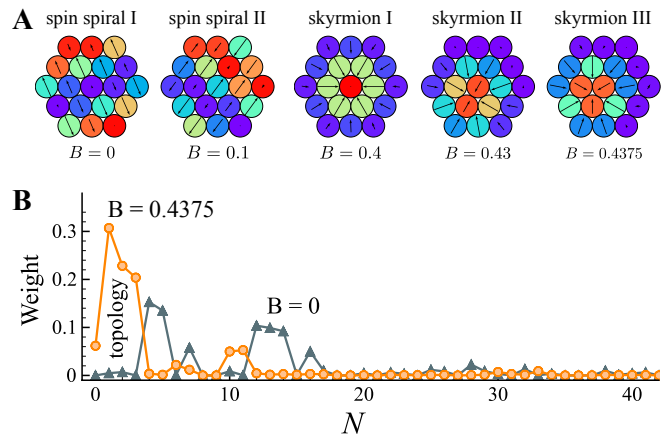 A
spin spiral I spin spiral II skyrmion I skyrmion II skyrmion III
B = 0 B = 0.1 B = 0.4 B = 0.43 B = 0.4375
B
B = 0.4375
0.3
0.2
B = 0
0.1
0
Weight
topology
0 10 20 30 40
N